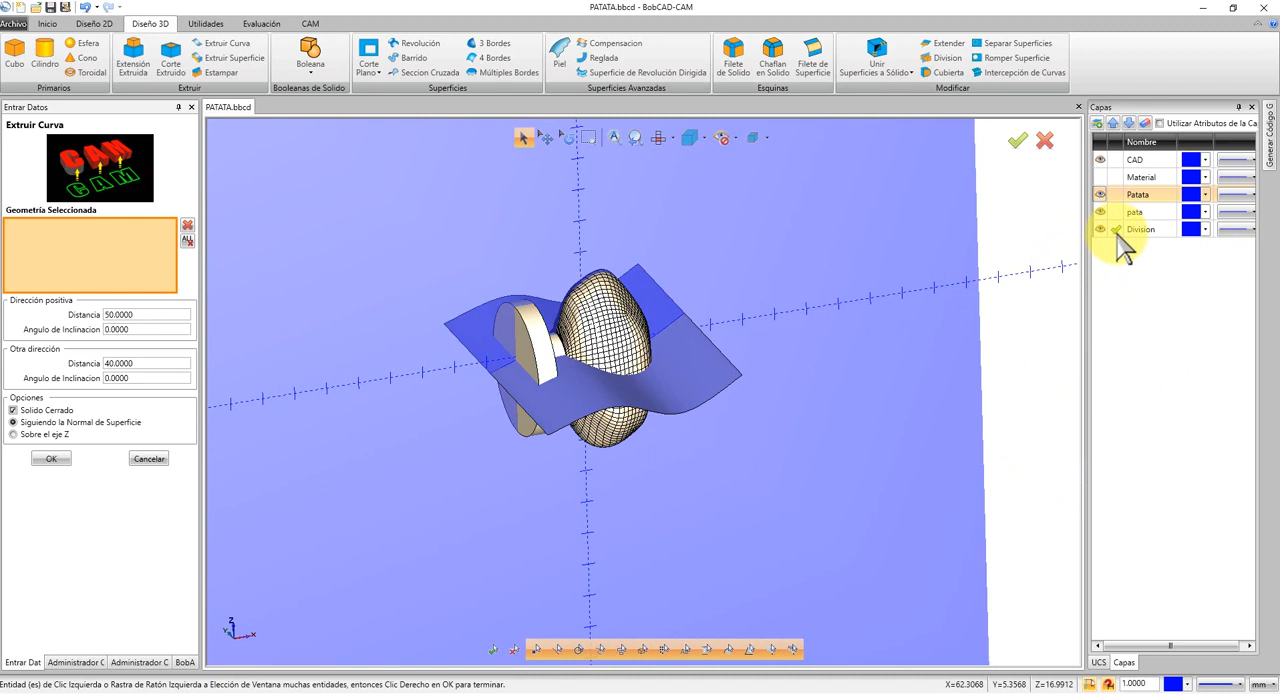 PATATA.bbcd - BobCAD-CAM
Archivo Inicio Diseño 2D Diseño 3D Utilidades Evaluación CAM
Cubo Cilindro Esfera Cono Toroidal
Primarios
Extensión Extruida Corte Extruido Extruir Curva Extruir Superficie Estampar
Extruir
Boleana
Booleanas de Solido
Corte Plano Revolución Barrido Seccion Cruzada 3 Bordes 4 Bordes Múltiples Bordes
Superficies
Piel Compensacion Reglada Superficie de Revolución Dirigida
Superficies Avanzadas
Filete de Solido Chaflan en Solido Filete de Superficie
Esquinas
Unir Superficies a Sólido Extender División Cubierta Separar Superficies Romper Superficie Intercepción de Curvas
Modificar
Entrar Datos
PATATA.bbcd
Capas
Extruir Curva
CAM
CAM
Geometría Seleccionada
ALL
Dirección positiva
Distancia 50.0000
Angulo de Inclinacion 0.0000
Otra dirección
Distancia 40.0000
Angulo de Inclinacion 0.0000
Opciones
Solido Cerrado
Siguiendo la Normal de Superficie
Sobre el eje Z
OK Cancelar
Utilizar Atributos de la Ca
Nombre
CAD
Material
Patata
pata
Division
Generar Código G
Z
Y X
Entrar Dat Administrador C Administrador C BobA
UCS Capas
Entidad (es) de Clic Izquierda o Rastra de Ratón Izquierda a Elección de Ventana muchas entidades, entonces Clic Derecho en OK para terminar.
X=62.3068 Y=5.3568 Z=16.9912 1.0000 mm